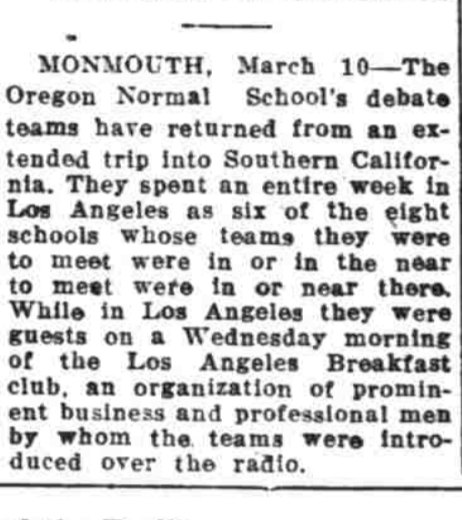 MONMOUTH, March 10—The
Oregon Normal School's debate
teams have returned from an ex-
tended trip into Southern Califor-
nia. They spent an entire week in
Los Angeles as six of the eight
schools whose teams they were
to meet were in or in the near
to meet were in or near there.
While in Los Angeles they were
guests on a Wednesday morning
of the Los Angeles Breakfast
club, an organization of promin-
ent business and professional men
by whom the teams were intro-
duced over the radio.